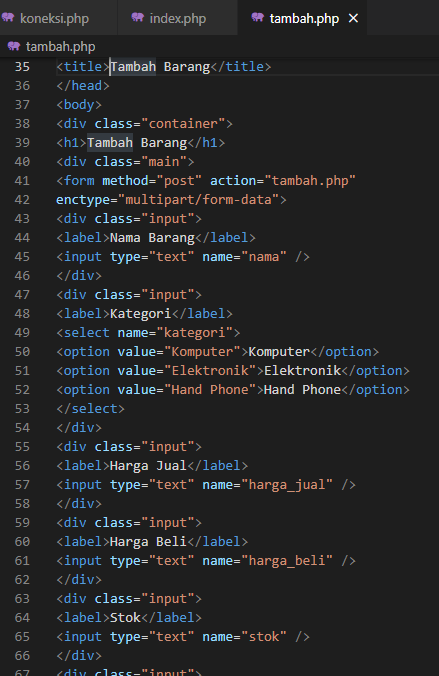 koneksi.php index.php tambah.php ×
tambah.php
35 <title>Tambah Barang</title>
36 </head>
37 <body>
38 <div class="container">
39 <h1>Tambah Barang</h1>
40 <div class="main">
41 <form method="post" action="tambah.php"
42 enctype="multipart/form-data">
43 <div class="input">
44 <label>Nama Barang</label>
45 <input type="text" name="nama" />
46 </div>
47 <div class="input">
48 <label>Kategori</label>
49 <select name="kategori">
50 <option value="Komputer">Komputer</option>
51 <option value="Elektronik">Elektronik</option>
52 <option value="Hand Phone">Hand Phone</option>
53 </select>
54 </div>
55 <div class="input">
56 <label>Harga Jual</label>
57 <input type="text" name="harga_jual" />
58 </div>
59 <div class="input">
60 <label>Harga Beli</label>
61 <input type="text" name="harga_beli" />
62 </div>
63 <div class="input">
64 <label>Stok</label>
65 <input type="text" name="stok" />
66 </div>
67 <div class="input">